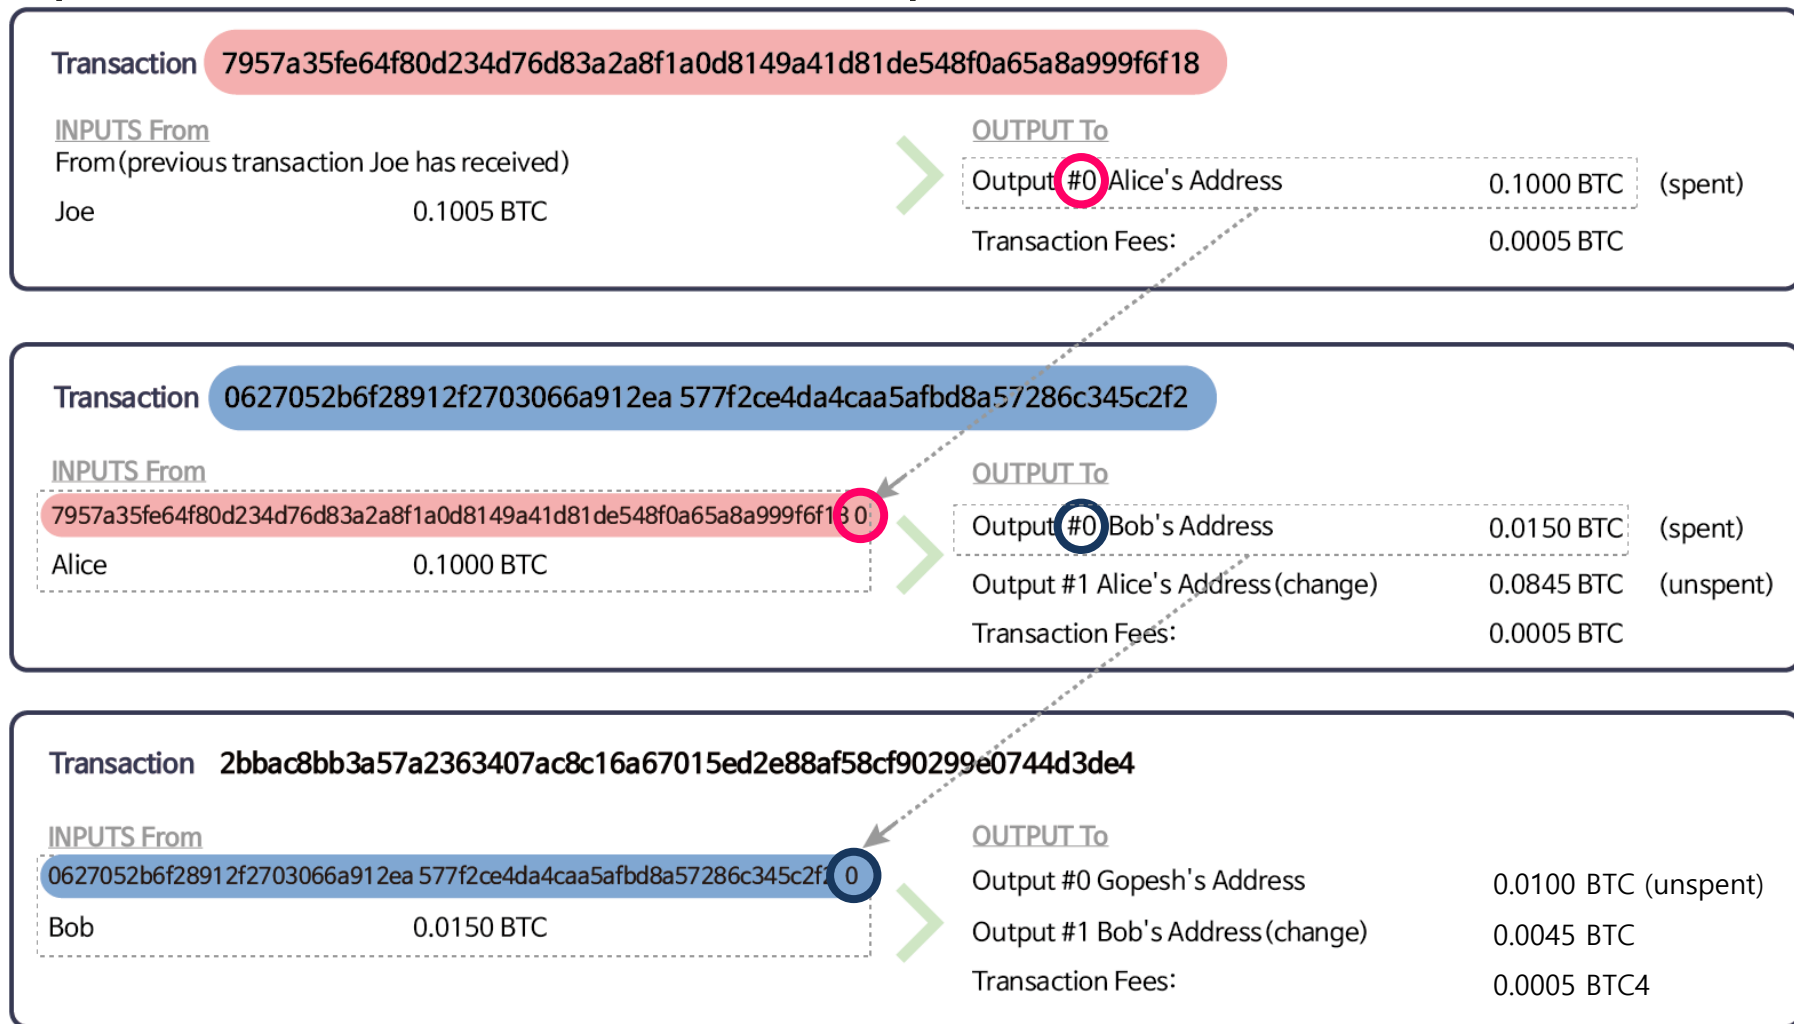 Transaction 7957a35fe64f80d234d76d83a2a8f1a0d8149a41d81de548f0a65a8a999f6f18
INPUTS From
From (previous transaction Joe has received)
Joe 0.1005 BTC
OUTPUT To
Output #0 Alice's Address 0.1000 BTC (spent)
Transaction Fees: 0.0005 BTC
Transaction 0627052b6f28912f2703066a912ea 577f2ce4da4caa5afbd8a57286c345c2f2
INPUTS From
7957a35fe64f80d234d76d83a2a8f1a0d8149a41d81de548f0a65a8a999f6f18 0
Alice 0.1000 BTC
OUTPUT To
Output #0 Bob's Address 0.0150 BTC (spent)
Output #1 Alice's Address (change) 0.0845 BTC (unspent)
Transaction Fees: 0.0005 BTC
Transaction 2bbac8bb3a57a2363407ac8c16a67015ed2e88af58cf90299e0744d3de4
INPUTS From
0627052b6f28912f2703066a912ea 577f2ce4da4caa5afbd8a57286c345c2f2 0
Bob 0.0150 BTC
OUTPUT To
Output #0 Gopesh's Address 0.0100 BTC (unspent)
Output #1 Bob's Address (change) 0.0045 BTC
Transaction Fees: 0.0005 BTC4